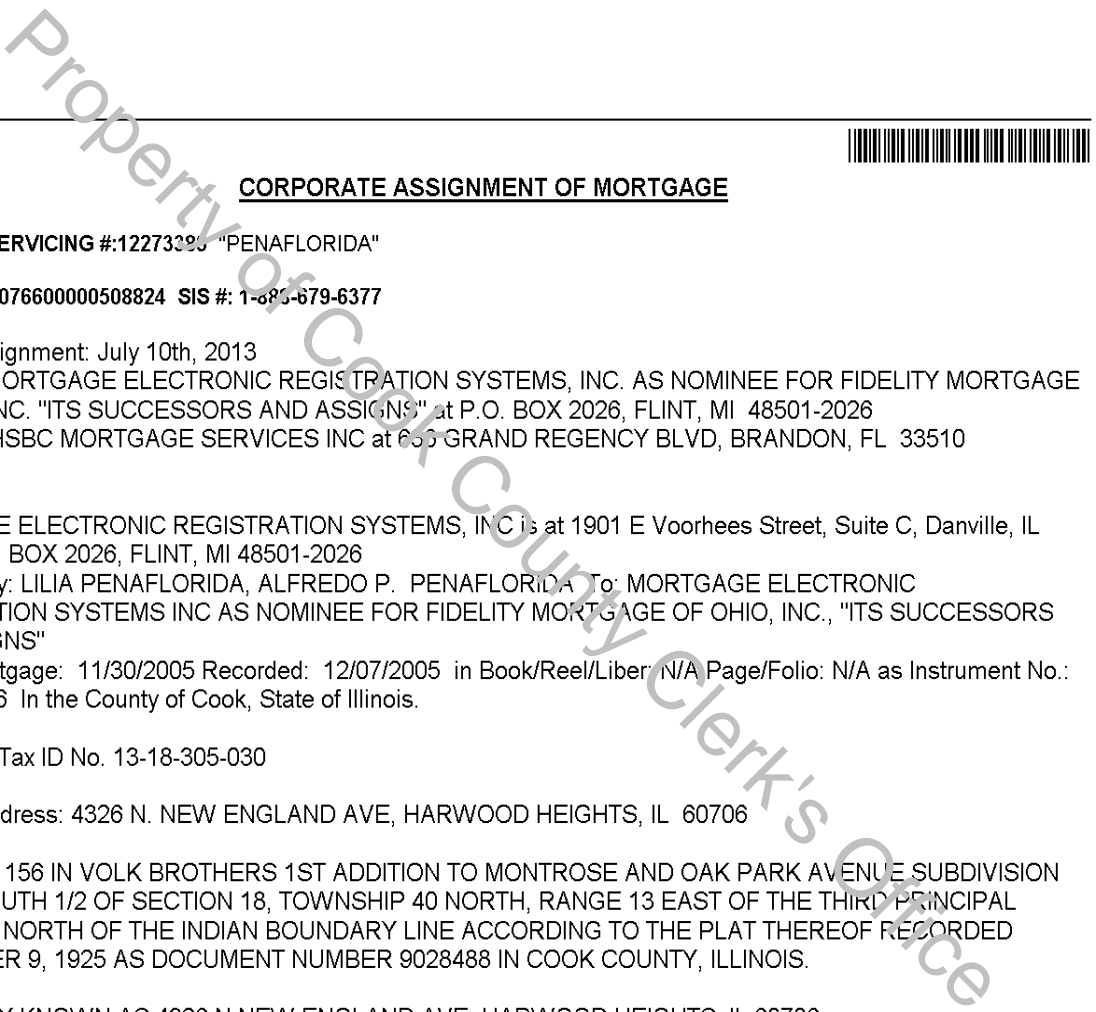 CORPORATE ASSIGNMENT OF MORTGAGE
ERVICING #:12273385 "PENAFLORIDA"
076600000508824 SIS #: 1-888-679-6377
ignment: July 10th, 2013
ORTGAGE ELECTRONIC REGISTRATION SYSTEMS, INC. AS NOMINEE FOR FIDELITY MORTGAGE
NC. "ITS SUCCESSORS AND ASSIGNS" at P.O. BOX 2026, FLINT, MI 48501-2026
HSBC MORTGAGE SERVICES INC at GRAND REGENCY BLVD, BRANDON, FL 33510
E ELECTRONIC REGISTRATION SYSTEMS, INC is at 1901 E Voorhees Street, Suite C, Danville, IL
BOX 2026, FLINT, MI 48501-2026
y: LILIA PENAFLORIDA, ALFREDO P. PENAFLORIDA To: MORTGAGE ELECTRONIC
TION SYSTEMS INC AS NOMINEE FOR FIDELITY MORTGAGE OF OHIO, INC., "ITS SUCCESSORS
GNS"
tgage: 11/30/2005 Recorded: 12/07/2005 in Book/Reel/Liber: N/A Page/Folio: N/A as Instrument No.:
6 In the County of Cook, State of Illinois.
Tax ID No. 13-18-305-030
dress: 4326 N. NEW ENGLAND AVE, HARWOOD HEIGHTS, IL 60706
156 IN VOLK BROTHERS 1ST ADDITION TO MONTROSE AND OAK PARK AVENUE SUBDIVISION
UTH 1/2 OF SECTION 18, TOWNSHIP 40 NORTH, RANGE 13 EAST OF THE THIRD PRINCIPAL
NORTH OF THE INDIAN BOUNDARY LINE ACCORDING TO THE PLAT THEREOF RECORDED
ER 9, 1925 AS DOCUMENT NUMBER 9028488 IN COOK COUNTY, ILLINOIS.
Property of Cook County Clerk's Office